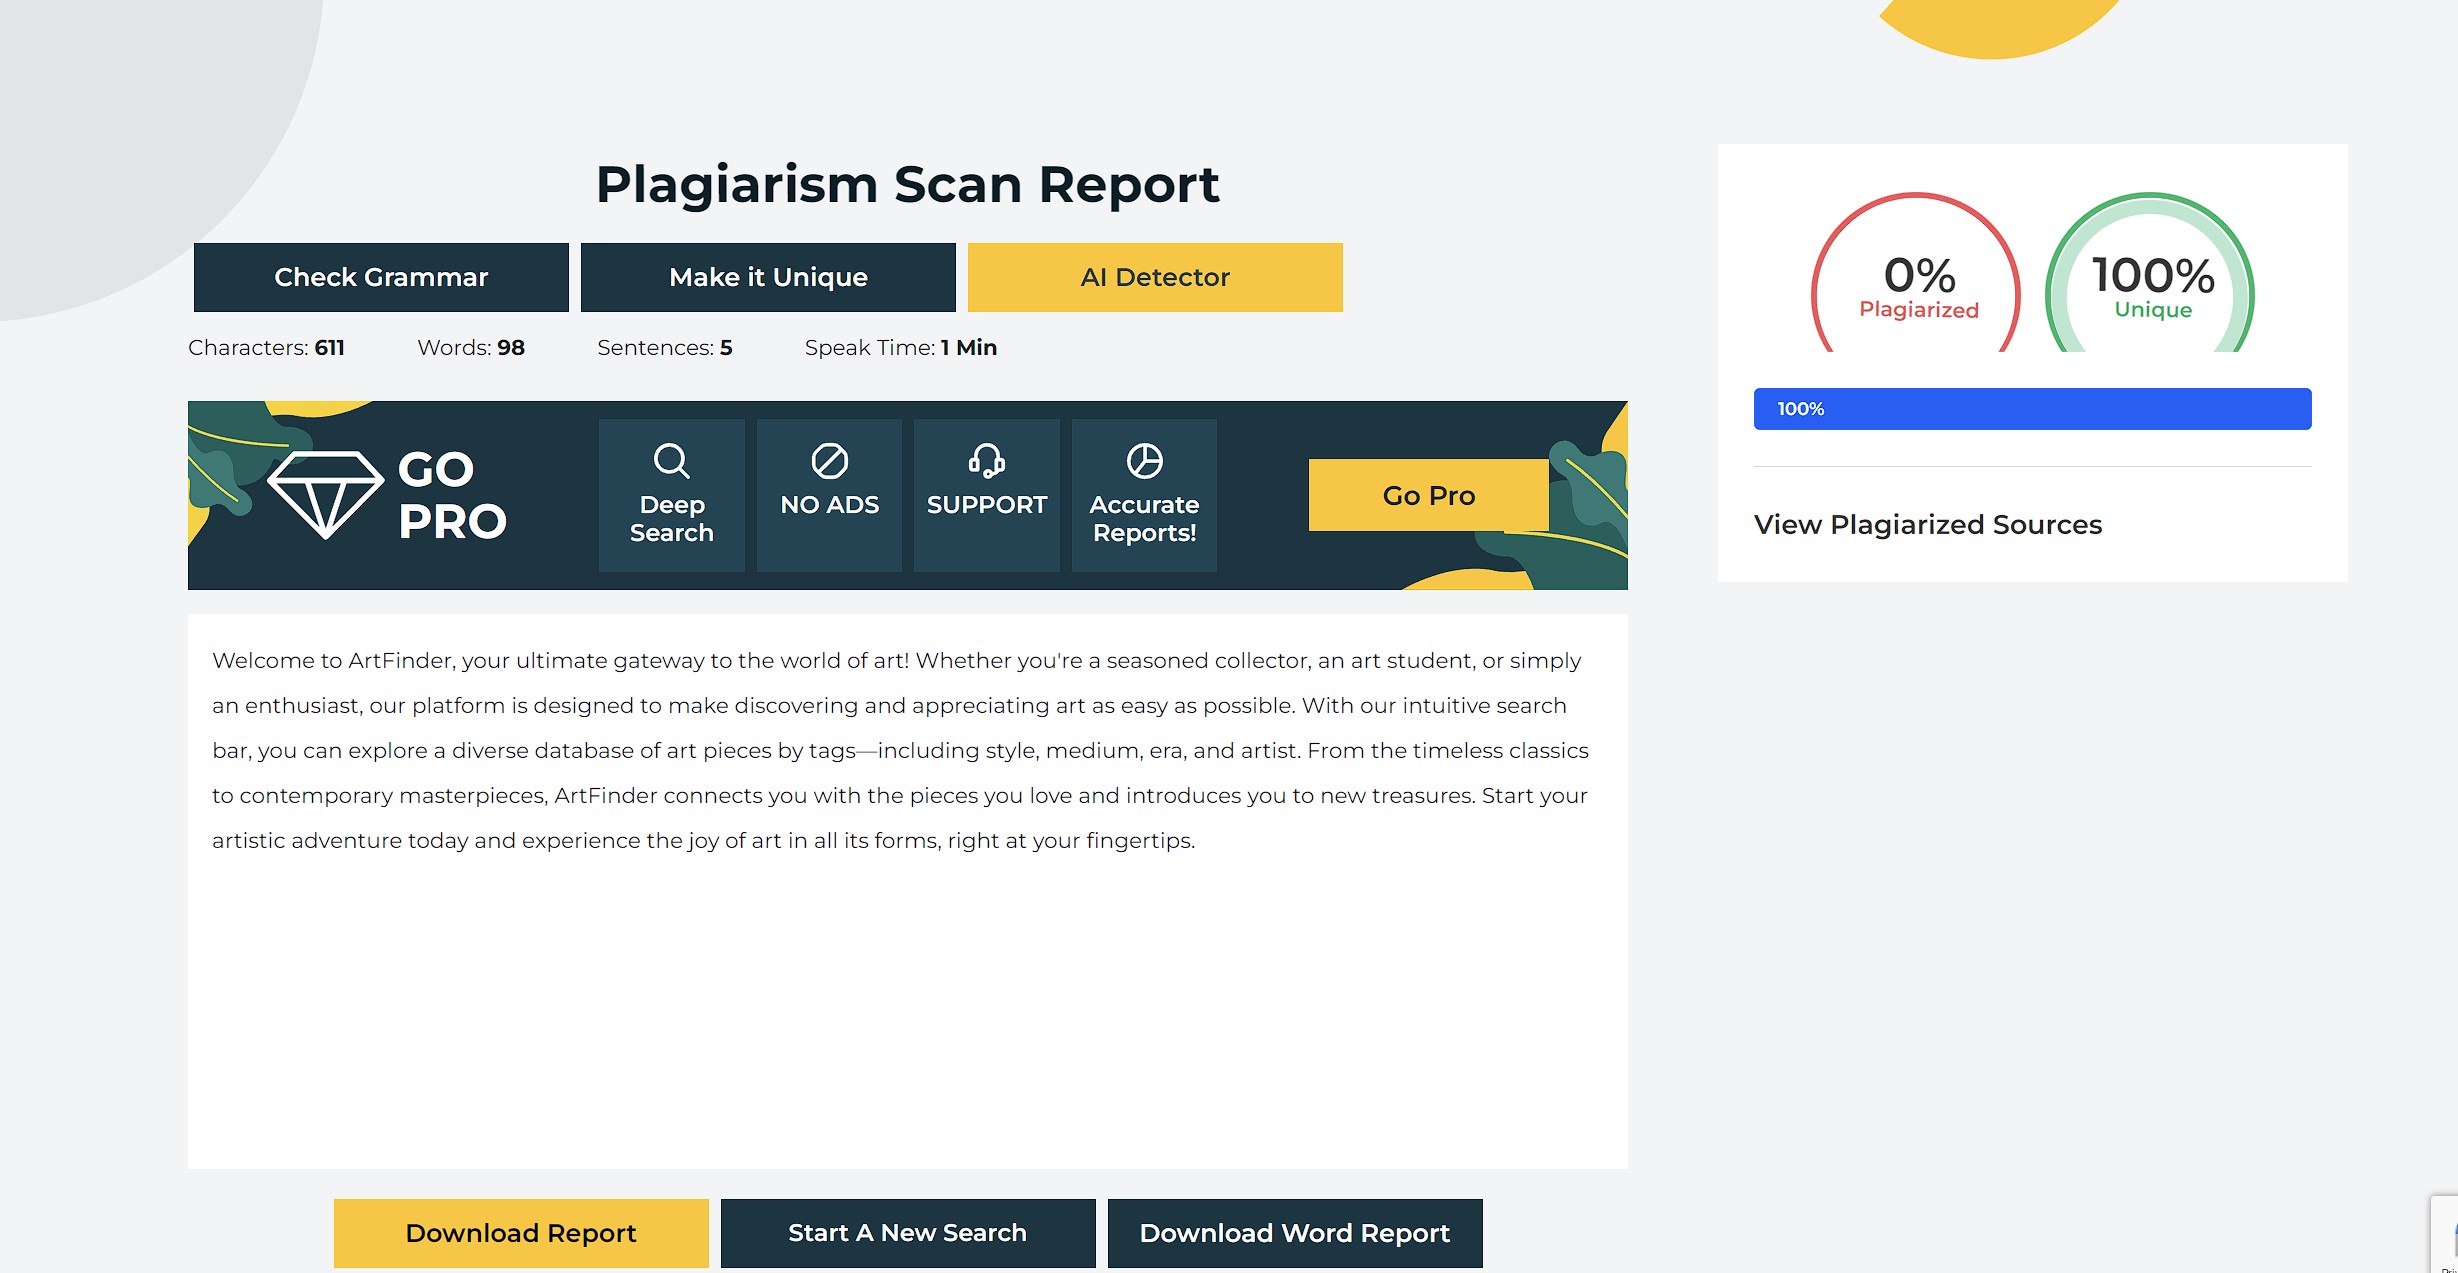 Plagiarism Scan Report
Check Grammar
Make it Unique
AI Detector
Characters: 611
Words: 98
Sentences: 5
Speak Time: 1 Min
GO
PRO
Deep
Search
NO ADS
SUPPORT
Accurate
Reports!
Go Pro
Welcome to ArtFinder, your ultimate gateway to the world of art! Whether you're a seasoned collector, an art student, or simply
an enthusiast, our platform is designed to make discovering and appreciating art as easy as possible. With our intuitive search
bar, you can explore a diverse database of art pieces by tags—including style, medium, era, and artist. From the timeless classics
to contemporary masterpieces, ArtFinder connects you with the pieces you love and introduces you to new treasures. Start your
artistic adventure today and experience the joy of art in all its forms, right at your fingertips.
Download Report
Start A New Search
Download Word Report
0%
Plagiarized
100%
Unique
100%
View Plagiarized Sources